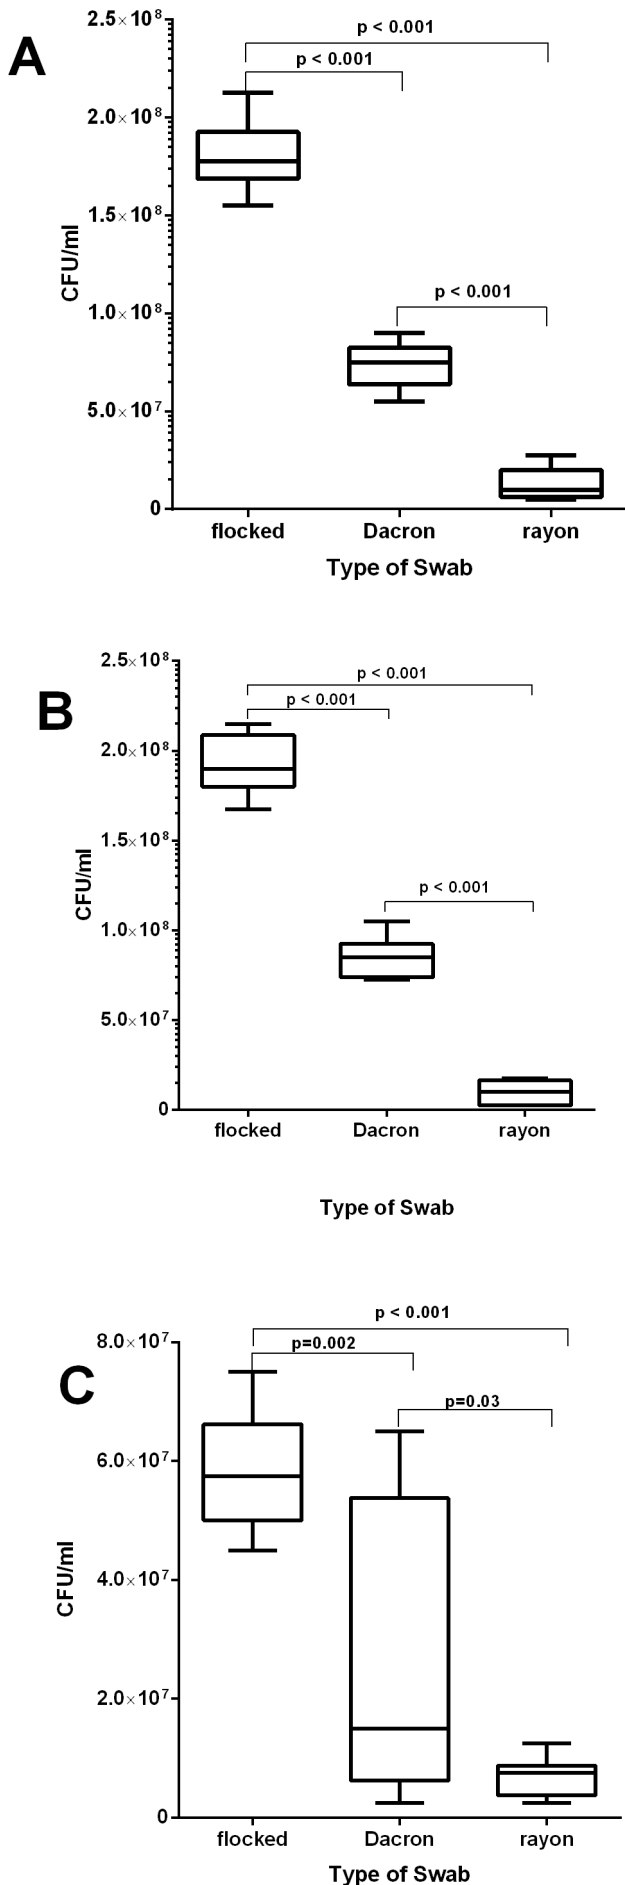 A
p < 0.001
p < 0.001
p < 0.001
CFU/ml
2.5×10⁸
2.0×10⁸
1.5×10⁸
1.0×10⁸
5.0×10⁷
0
flocked Dacron rayon
Type of Swab
B
p < 0.001
p < 0.001
p < 0.001
CFU/ml
2.5×10⁸
2.0×10⁸
1.5×10⁸
1.0×10⁸
5.0×10⁷
0
flocked Dacron rayon
Type of Swab
C
p < 0.001
p=0.002
p=0.03
CFU/ml
8.0×10⁷
6.0×10⁷
4.0×10⁷
2.0×10⁷
0
flocked Dacron rayon
Type of Swab